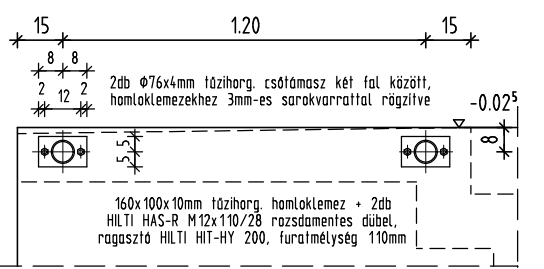 15 1.20 15
8 8
2 12 2
2db Φ76x4mm tűzihorg. csőtámasz két fal között,
homloklemezekhez 3mm-es sarokvarrattal rögzítve
-0.02⁵
5 5
8
160x100x10mm tűzihorg. homloklemez + 2db
HILTI HAS-R M12x110/28 rozsdamentes dübel,
ragasztó HILTI HIT-HY 200, furatmélység 110mm